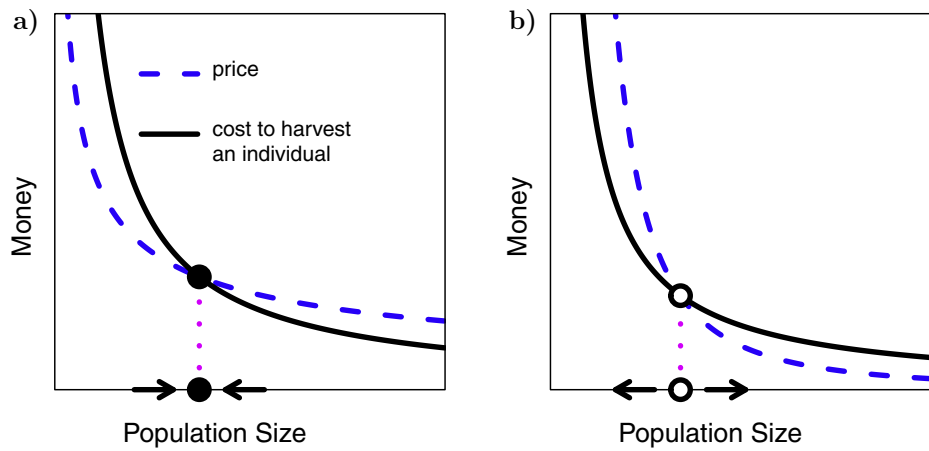 a)
price
cost to harvest
an individual
Money
Population Size
b)
Money
Population Size